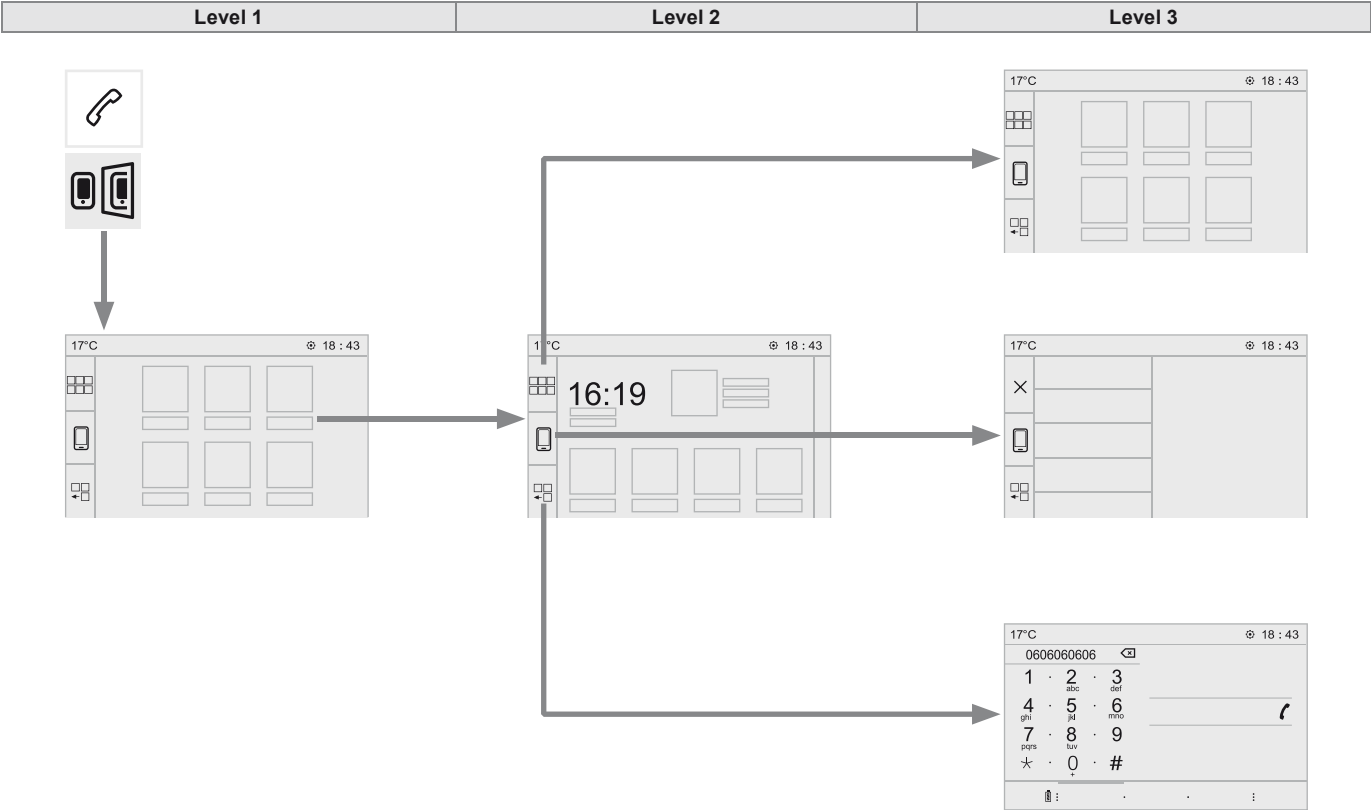 Level 1 Level 2 Level 3
17°C 18 : 43
17°C 18 : 43
17°C 18 : 43
17°C 18 : 43
16:19
17°C 18 : 43
0606060606
1 · 2 · 3
abc def
4 · 5 · 6
ghi jkl mno
7 · 8 · 9
pqrs tuv
* · 0 · #
+